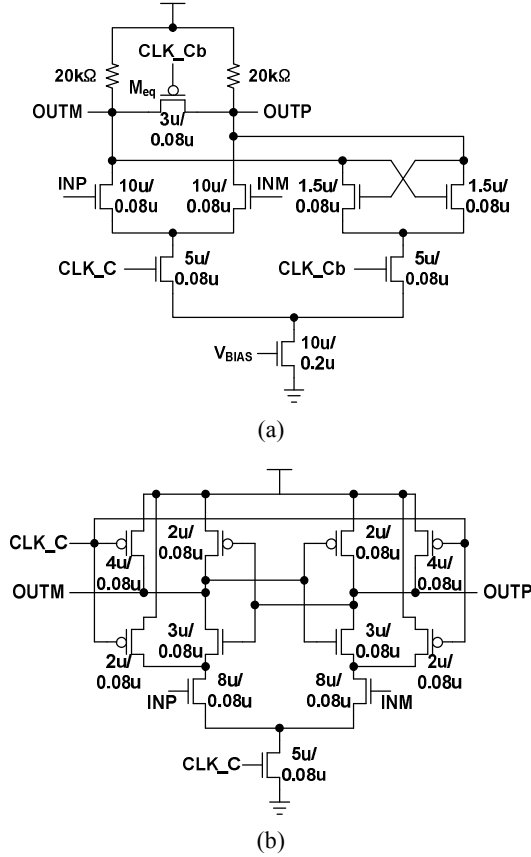 CLK_Cb
20kΩ
20kΩ
Meq
OUTM
OUTP
3u/
0.08u
INP
10u/
0.08u
10u/
0.08u
INM
1.5u/
0.08u
1.5u/
0.08u
CLK_C
5u/
0.08u
CLK_Cb
5u/
0.08u
VBIAS
10u/
0.2u
(a)
CLK_C
4u/
0.08u
2u/
0.08u
2u/
0.08u
4u/
0.08u
OUTM
OUTP
2u/
0.08u
3u/
0.08u
3u/
0.08u
2u/
0.08u
INP
8u/
0.08u
8u/
0.08u
INM
CLK_C
5u/
0.08u
(b)